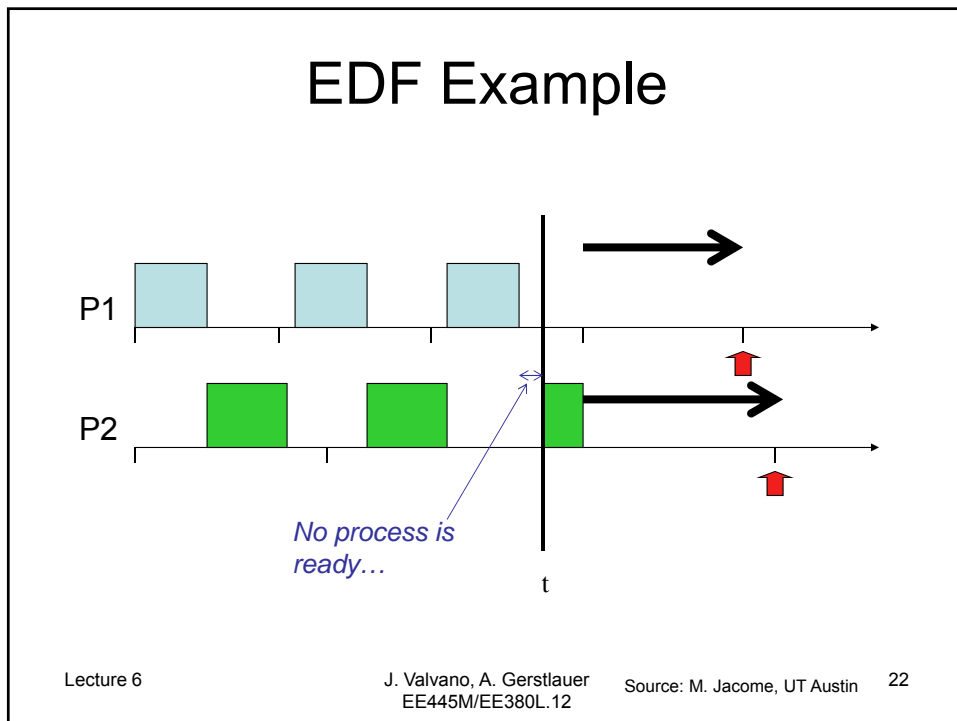 EDF Example
P1
P2
No process is
ready…
t
Lecture 6
J. Valvano, A. Gerstlauer
EE445M/EE380L.12
Source: M. Jacome, UT Austin
22